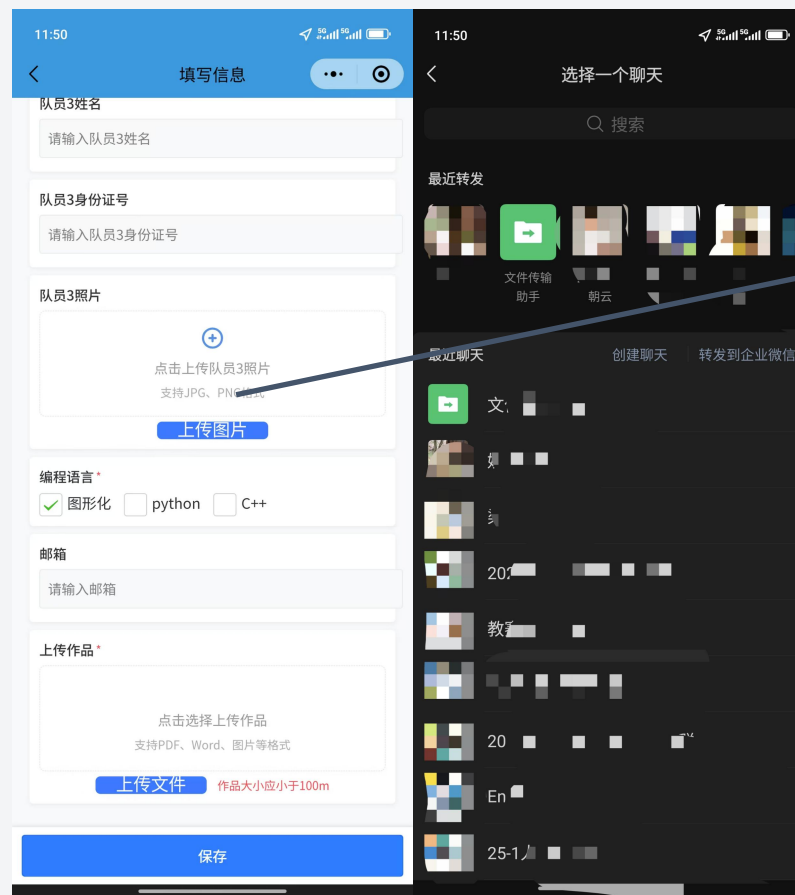 11:50
填写信息
队员3姓名
请输入队员3姓名
队员3身份证号
请输入队员3身份证号
队员3照片
点击上传队员3照片
支持JPG、PNG格式
上传图片
编程语言*
图形化 python C++
邮箱
请输入邮箱
上传作品*
点击选择上传作品
支持PDF、Word、图片等格式
上传文件 作品大小应小于100m
保存
11:50
选择一个聊天
搜索
最近转发
文件传输
助手
朝云
最近聊天 创建聊天 转发到企业微信
文
202
教
20
En
25-1